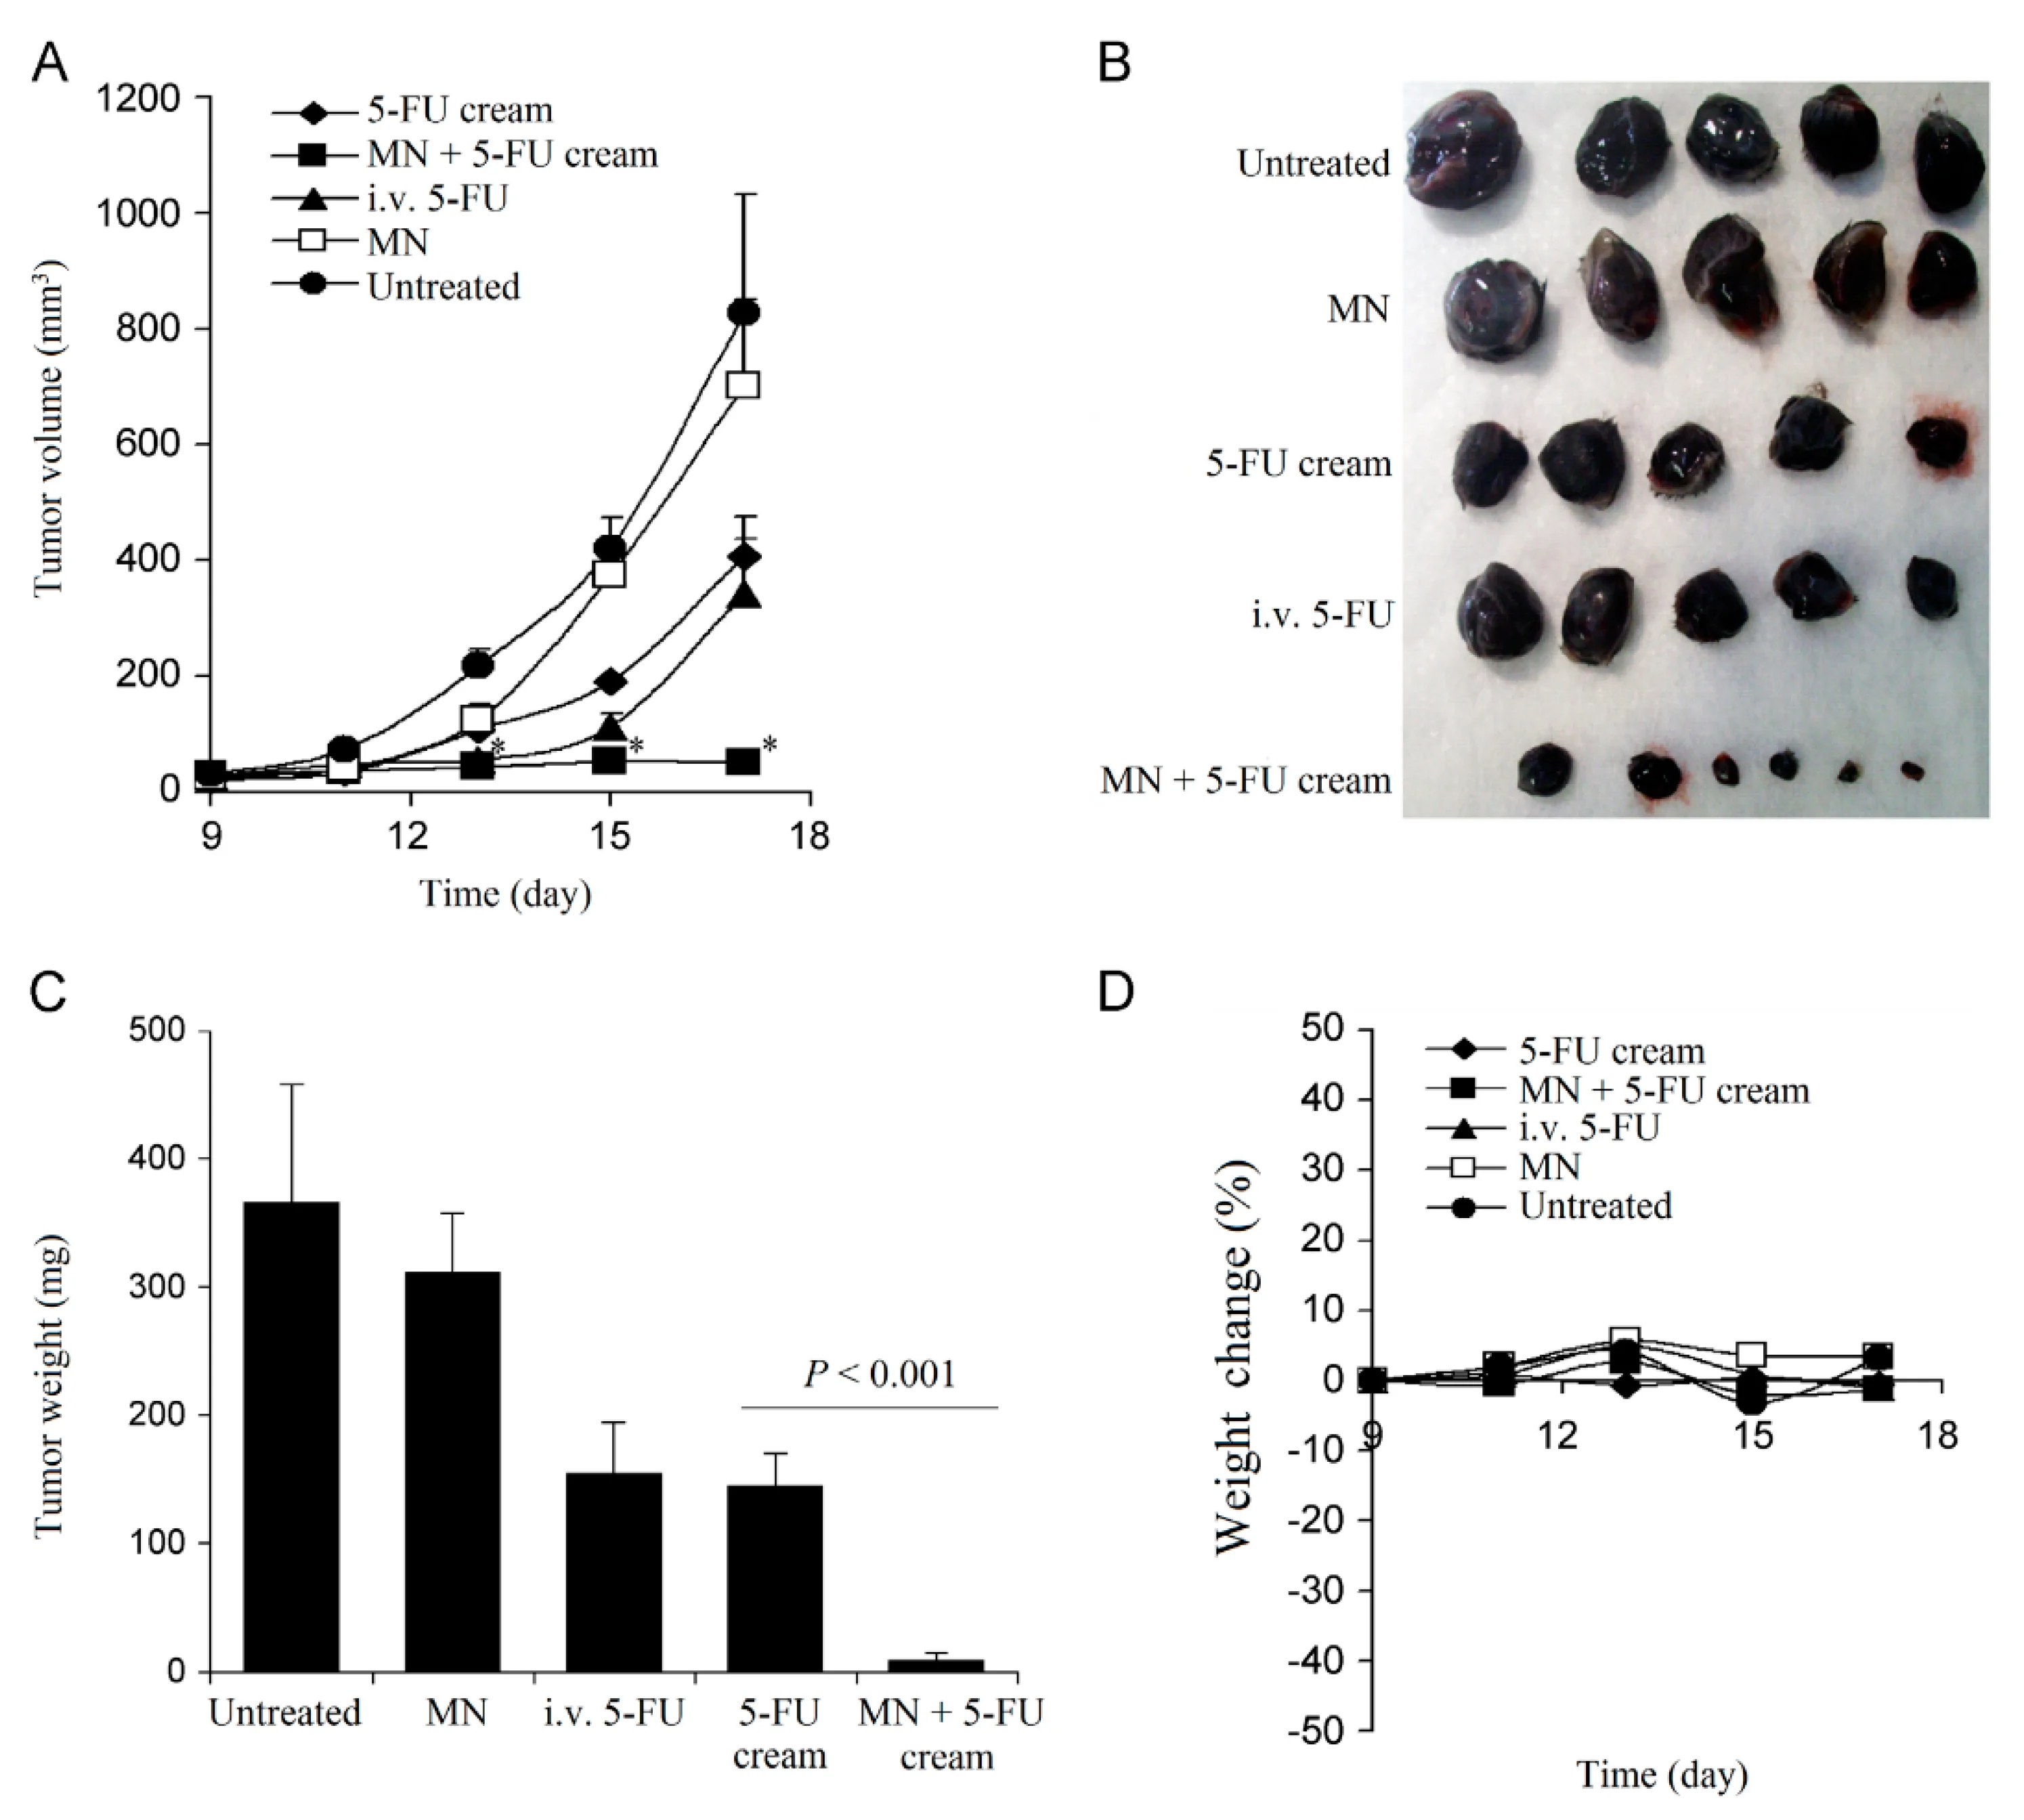 A
1200
1000
800
600
400
200
0
9
12
15
18
Tumor volume (mm³)
Time (day)
5-FU cream
MN + 5-FU cream
i.v. 5-FU
MN
Untreated
*
*
*
B
Untreated
MN
5-FU cream
i.v. 5-FU
MN + 5-FU cream
C
500
400
300
200
100
0
Tumor weight (mg)
P < 0.001
Untreated
MN
i.v. 5-FU
5-FU
cream
MN + 5-FU
cream
D
50
40
30
20
10
0
-10
-20
-30
-40
-50
Weight change (%)
5-FU cream
MN + 5-FU cream
i.v. 5-FU
MN
Untreated
9
12
15
18
Time (day)